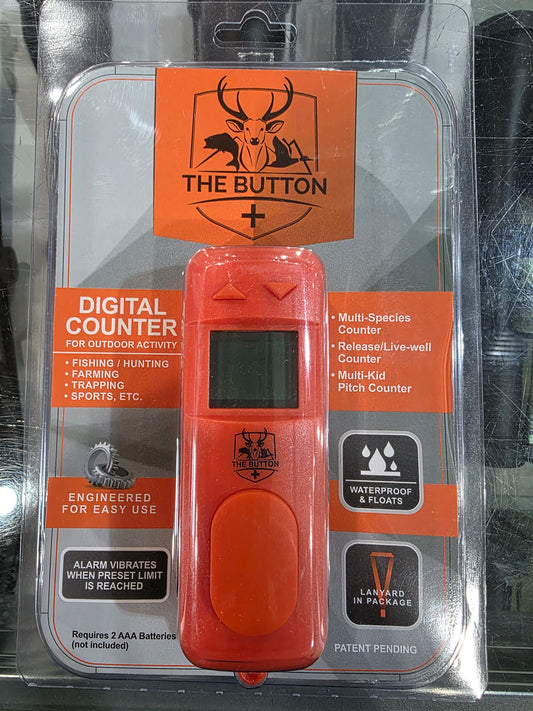 THE BUTTON
+
DIGITAL
COUNTER
FOR OUTDOOR ACTIVITY
• FISHING / HUNTING
• FARMING
• TRAPPING
• SPORTS, ETC.
• Multi-Species
Counter
• Release/Live-well
Counter
• Multi-Kid
Pitch Counter
THE BUTTON
+
ENGINEERED
FOR EASY USE
WATERPROOF
& FLOATS
ALARM VIBRATES
WHEN PRESET LIMIT
IS REACHED
LANYARD
IN PACKAGE
Requires 2 AAA Batteries
(not included)
PATENT PENDING